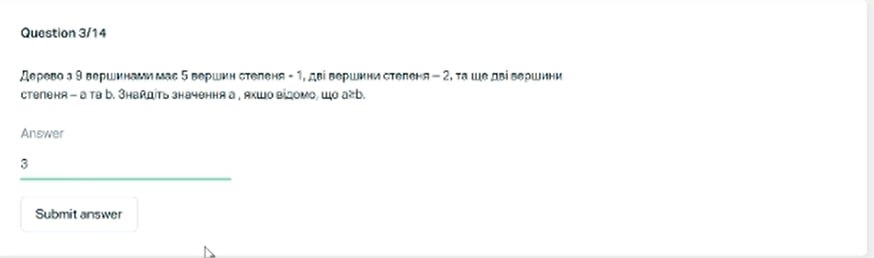 Question 3/14
Дерево з 9 вершинами має 5 вершин степеня - 1, дві вершини степеня – 2, та ще дві вершини
степеня – a та b. Знайдіть значення a , якщо відомо, що a≥b.
Answer
3
Submit answer